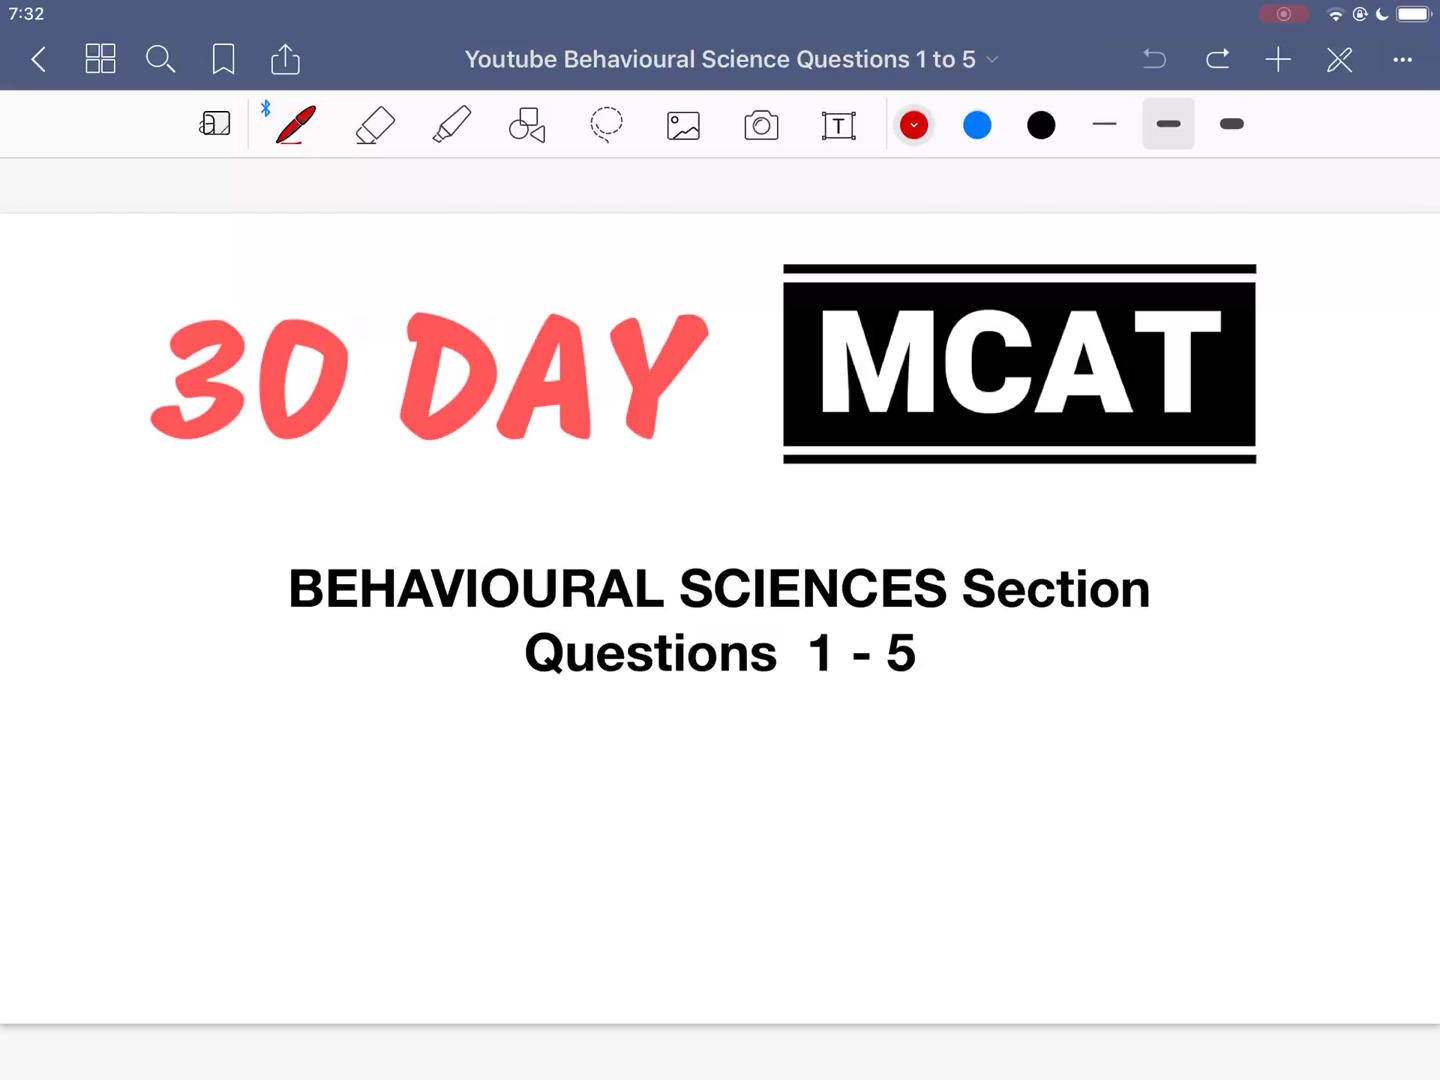 7:32
Youtube Behavioural Science Questions 1 to 5
T
30 DAY
MCAT
BEHAVIOURAL SCIENCES Section
Questions 1 - 5